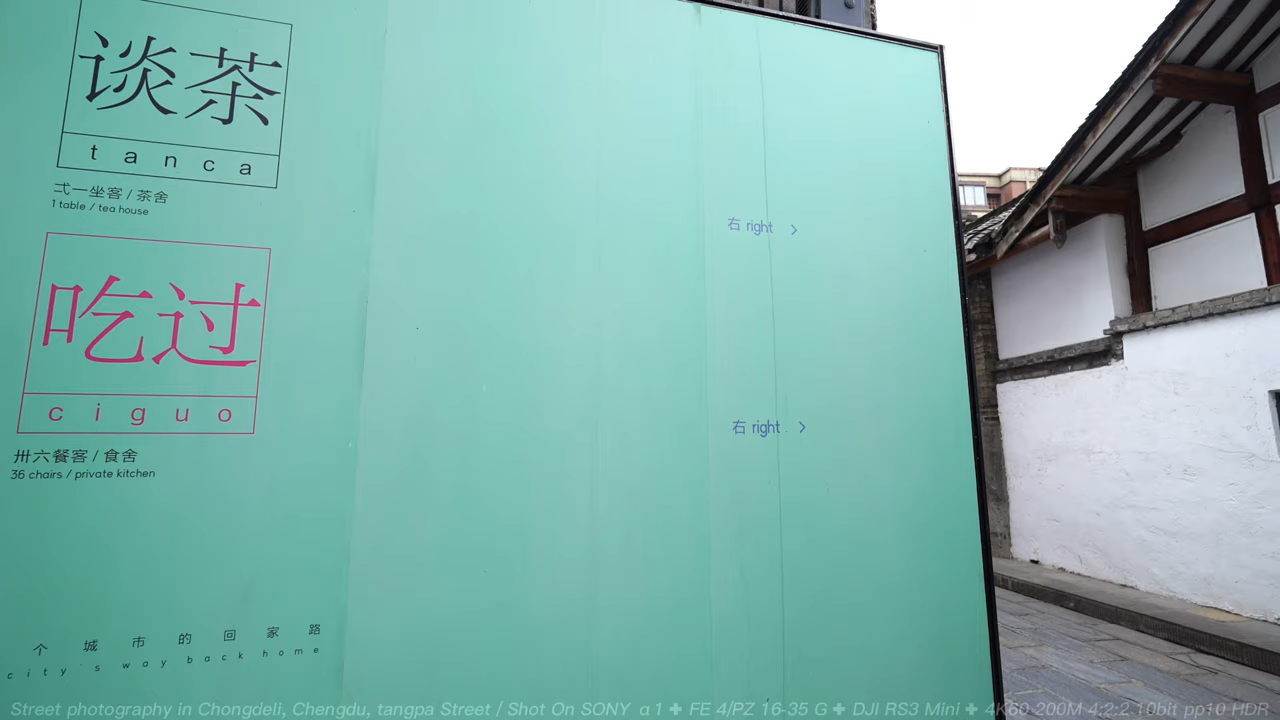 谈茶
tanca
弌一坐客 / 茶舍
1 table / tea house
右 right >
吃过
ciguo
卅六餐客 / 食舍
36 chairs / private kitchen
右 right >
个城市的回家路
city's way back home
Street photography in Chongdeli, Chengdu, tangpa Street / Shot On SONY α1 ✚ FE 4/PZ 16-35 G ✚ DJI RS3 Mini ✚ 4K60 200M 4:2:2 10bit pp10 HDR